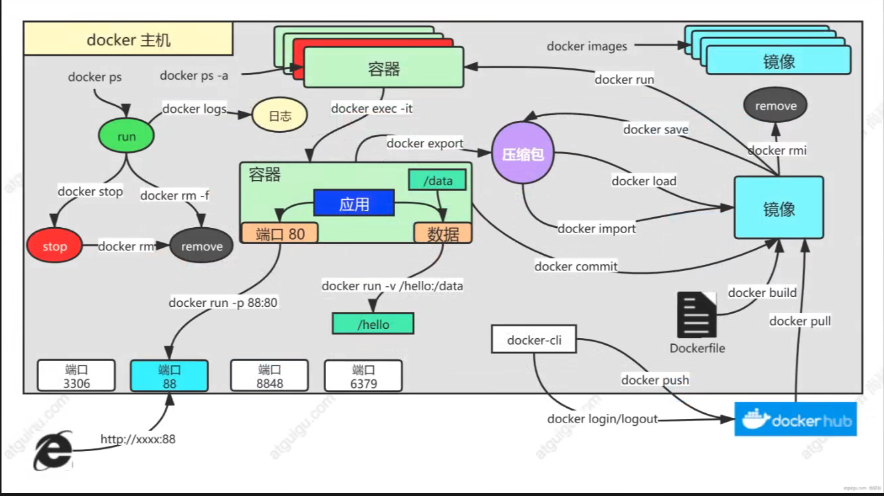 docker 主机
容器
docker images
镜像
docker ps
docker ps -a
docker run
docker logs
日志
docker exec -it
remove
run
docker export
压缩包
docker save
docker rmi
容器
/data
docker stop
docker rm -f
应用
docker load
镜像
端口 80
数据
docker import
stop
docker rm
remove
docker commit
docker run -p 88:80
docker run -v /hello:/data
docker build
/hello
Dockerfile
docker pull
docker-cli
端口
3306
端口
88
端口
8848
端口
6379
docker push
docker login/logout
dockerhub
http://xxxx:88
atguigu.com
atguigu.com
atguigu.com